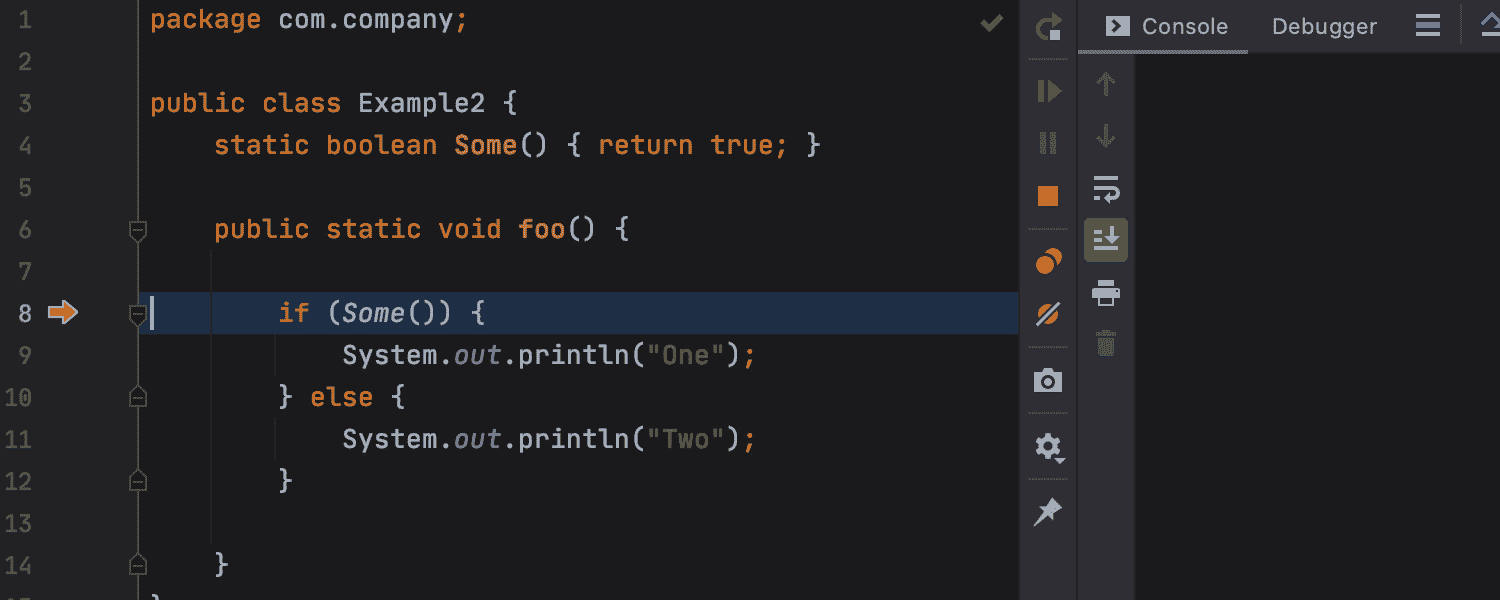 1 package com.company;
2
3 public class Example2 {
4 static boolean Some() { return true; }
5
6 public static void foo() {
7
8 if (Some()) {
9 System.out.println("One");
10 } else {
11 System.out.println("Two");
12 }
13
14 }
Console Debugger